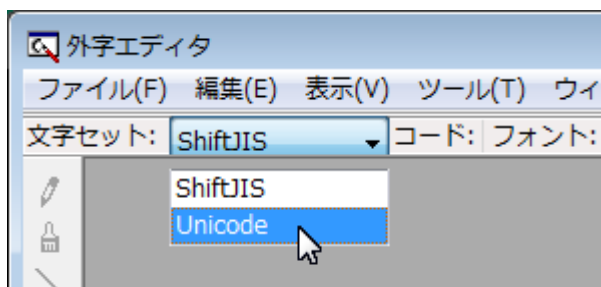 外字エディタ
ファイル(F) 編集(E) 表示(V) ツール(T) ウィ
文字セット: ShiftJIS コード: フォント:
ShiftJIS
Unicode